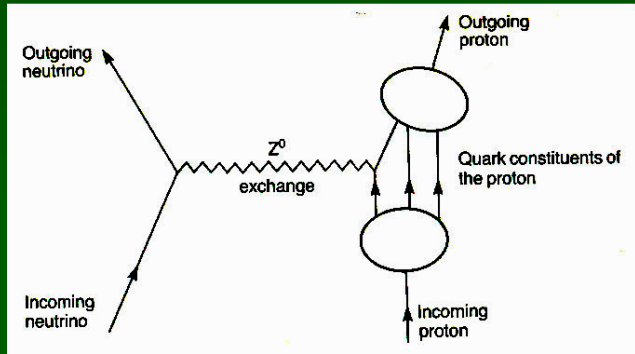 Outgoing
neutrino
Outgoing
proton
Z⁰
exchange
Quark constituents of
the proton
Incoming
neutrino
Incoming
proton